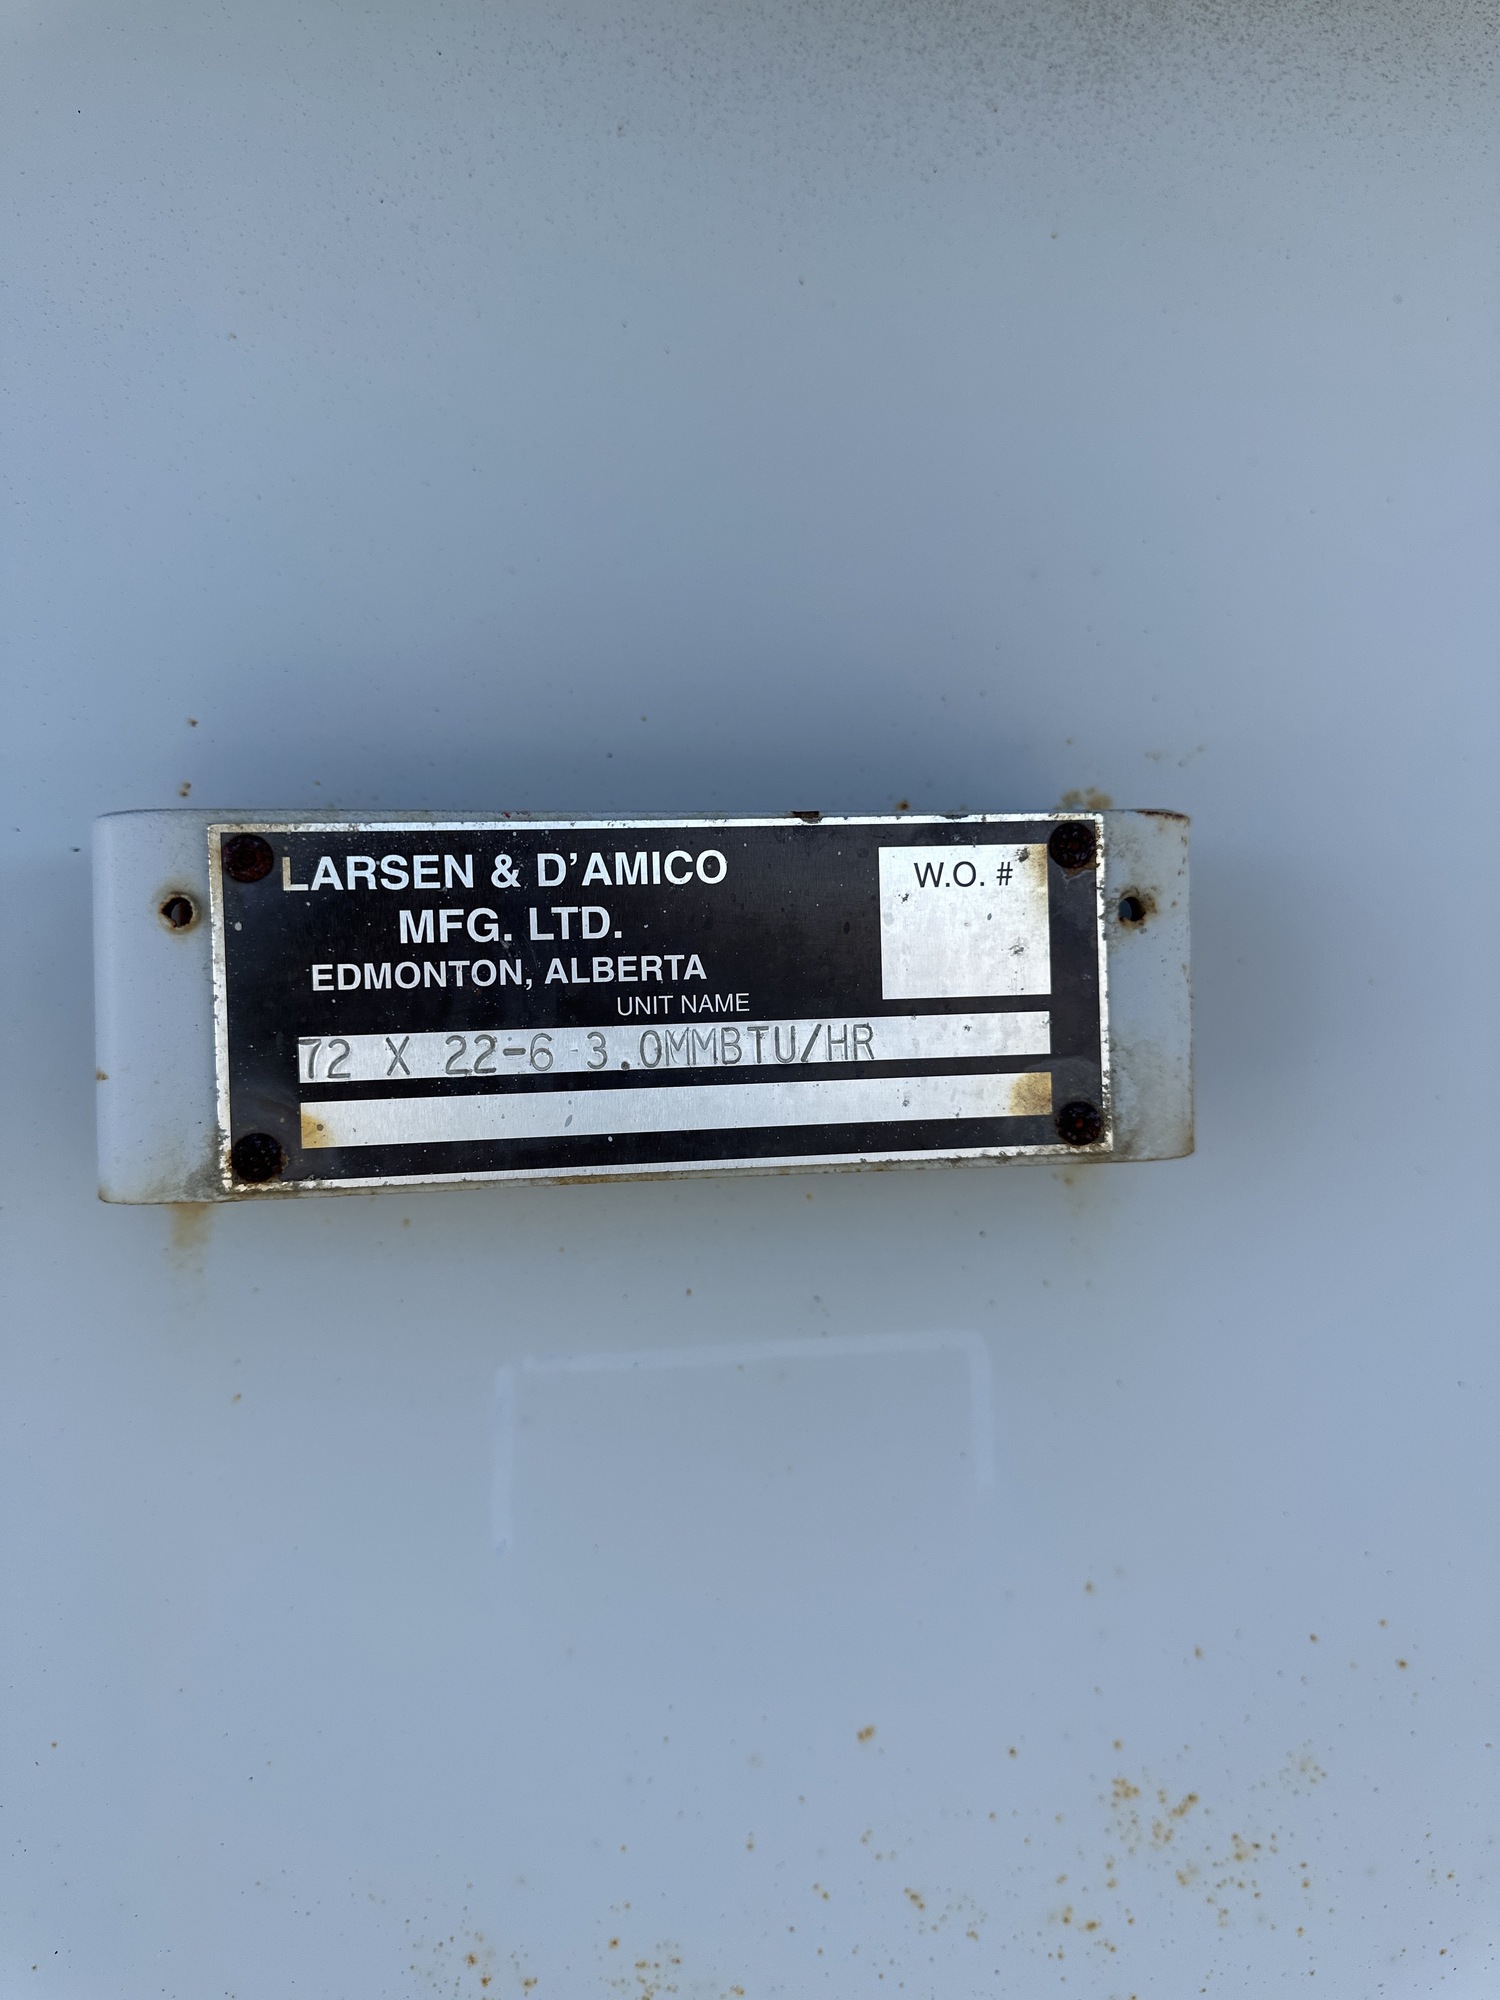 LARSEN & D'AMICO
MFG. LTD.
EDMONTON, ALBERTA
W.O. #
UNIT NAME
72 X 22-6 3.0MMBTU/HR